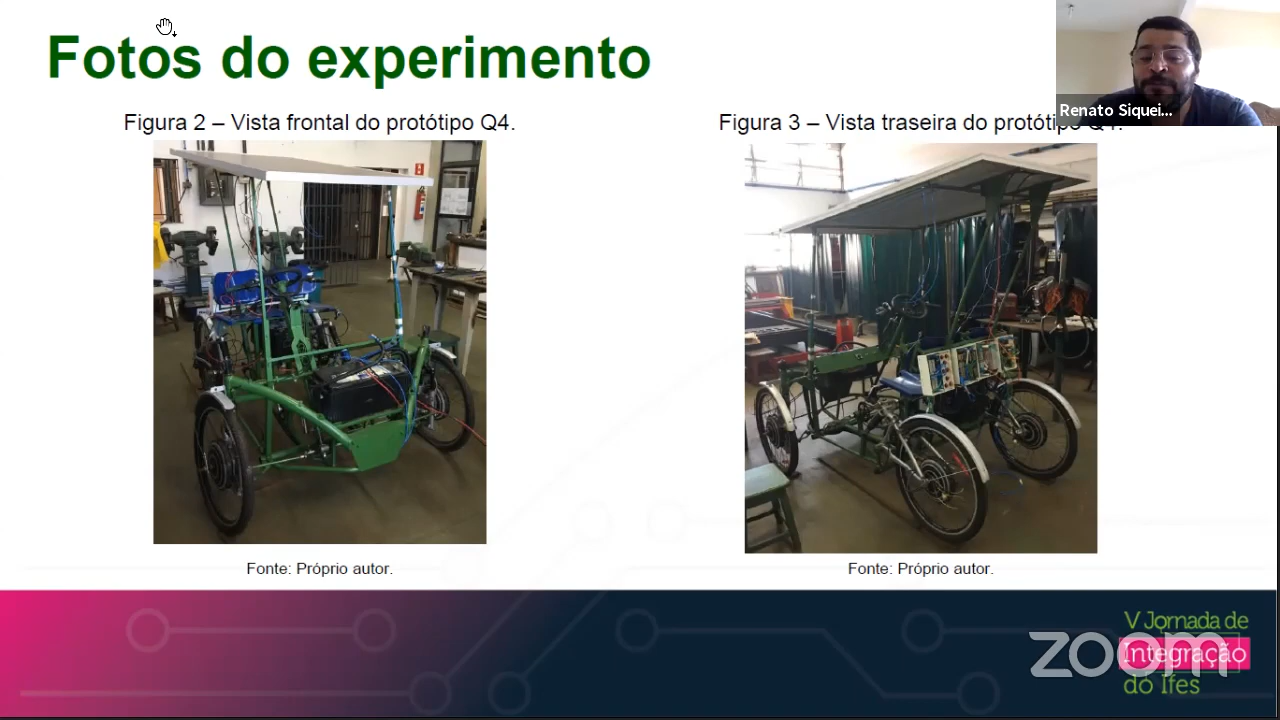 Fotos do experimento
Renato Siquei...
Figura 2 – Vista frontal do protótipo Q4.
Figura 3 – Vista traseira do protótipo Q4.
Fonte: Próprio autor.
Fonte: Próprio autor.
V Jornada de
Integração
do Ifes
zoom